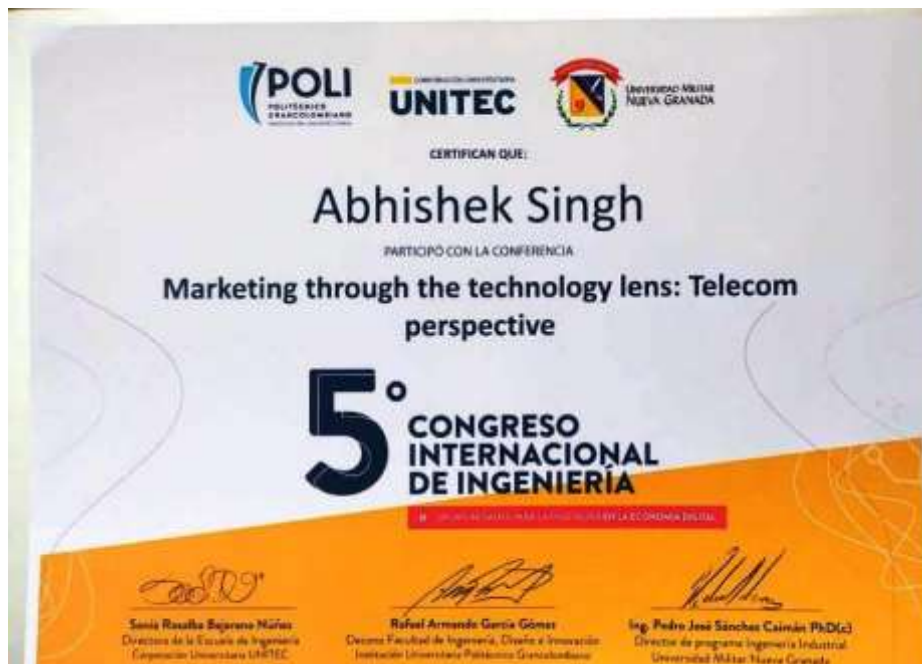 POLI
POLITÉCNICO
GRANCOLOMBIANO
UNITEC
UNIVERSIDAD MILITAR
NUEVA GRANADA
CERTIFICAN QUE:
Abhishek Singh
PARTICIPÓ CON LA CONFERENCIA
Marketing through the technology lens: Telecom
perspective
5°
CONGRESO
INTERNACIONAL
DE INGENIERÍA
EN LA ECONOMÍA DIGITAL
Sonia Rosalba Bejarano Núñez
Directora de la Escuela de Ingeniería
Corporación Universitaria UNITEC
Rafael Armando García Gómez
Decano Facultad de Ingeniería, Diseño e Innovación
Institución Universitaria Politécnico Grancolombiano
Ing. Pedro José Sánchez Caimán PhD(c)
Director de programa Ingeniería Industrial
Universidad Militar Nueva Granada